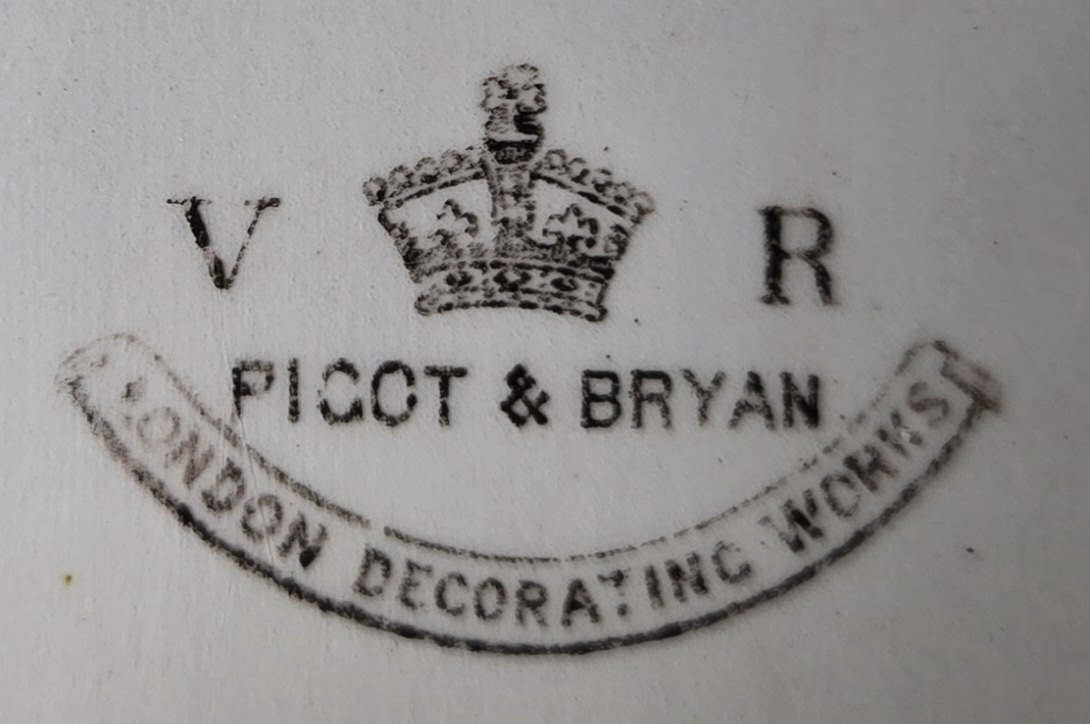 V R
PIGOT & BRYAN
LONDON DECORATING WORKS